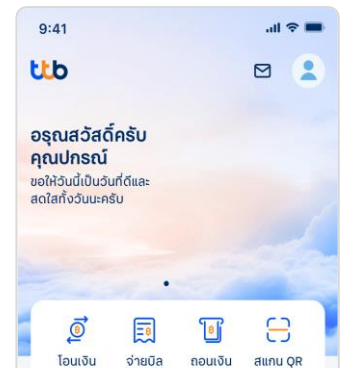 9:41
ttb
อรุณสวัสดิ์ครับ
คุณปกรณ์
ขอให้วันนี้เป็นวันที่ดีและ
สดใสทั้งวันนะครับ
โอนเงิน จ่ายบิล ถอนเงิน สแกน QR